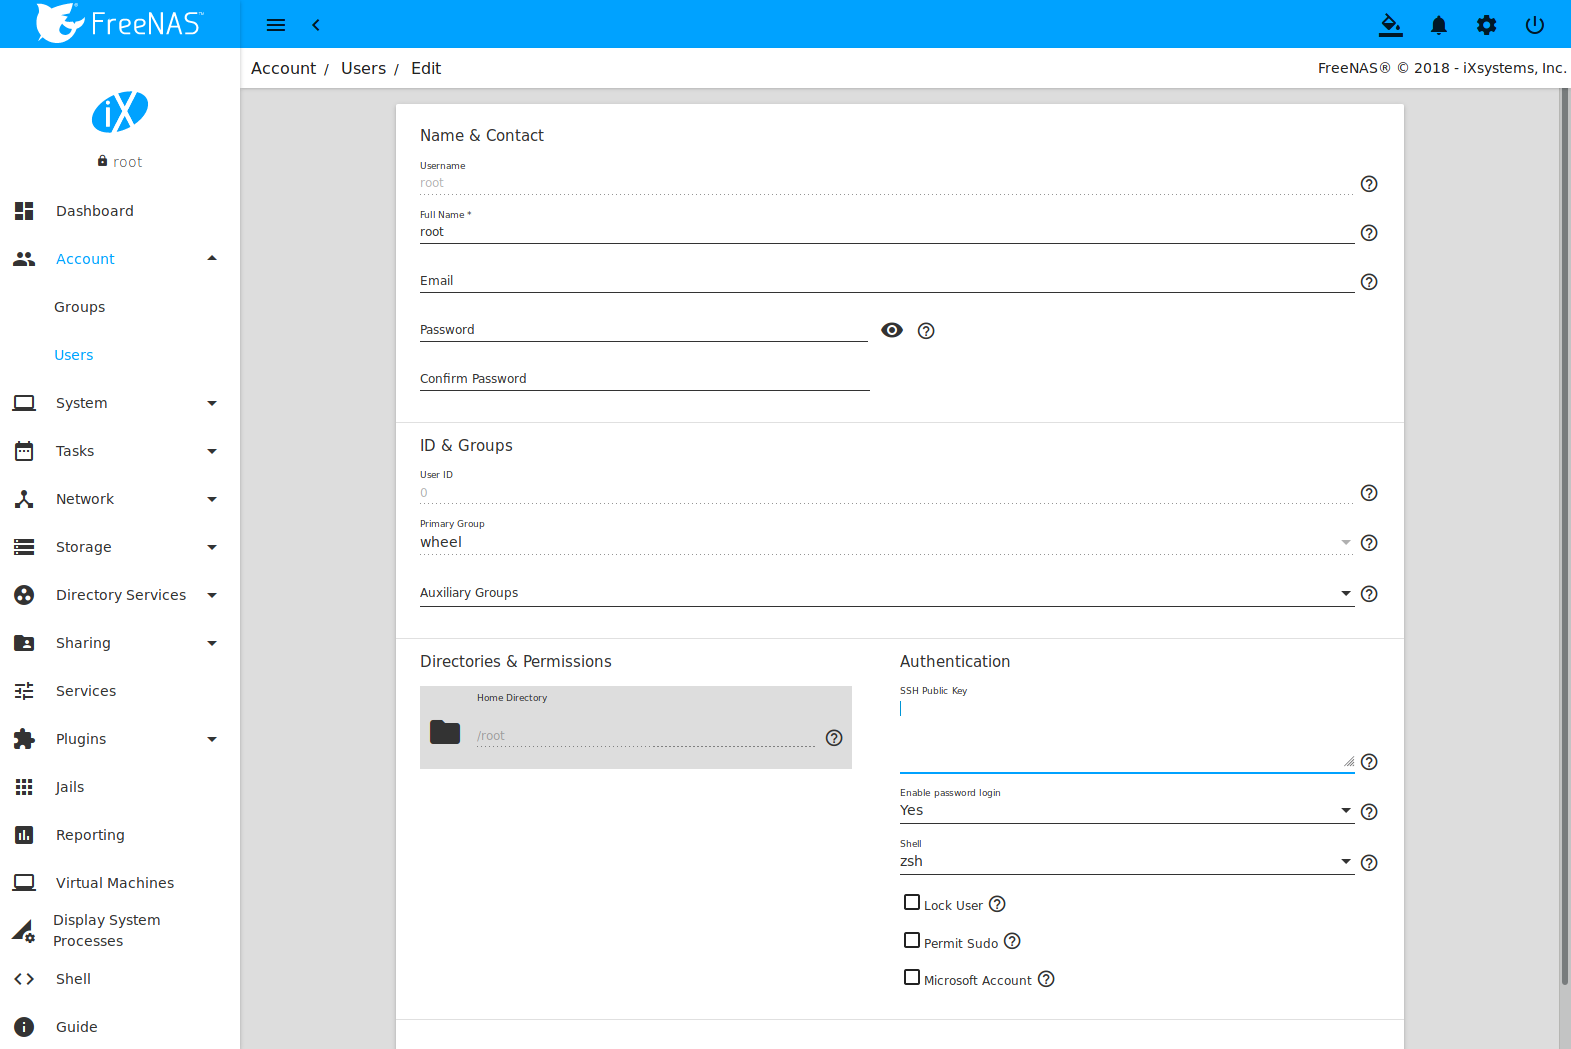 FreeNAS™
Account / Users / Edit
FreeNAS® © 2018 - iXsystems, Inc.
iX
root
Dashboard
Account
Groups
Users
System
Tasks
Network
Storage
Directory Services
Sharing
Services
Plugins
Jails
Reporting
Virtual Machines
Display System
Processes
Shell
Guide
Name & Contact
Username
root
Full Name *
root
Email
Password
Confirm Password
ID & Groups
User ID
0
Primary Group
wheel
Auxiliary Groups
Directories & Permissions
Home Directory
/root
Authentication
SSH Public Key
Enable password login
Yes
Shell
zsh
Lock User
Permit Sudo
Microsoft Account